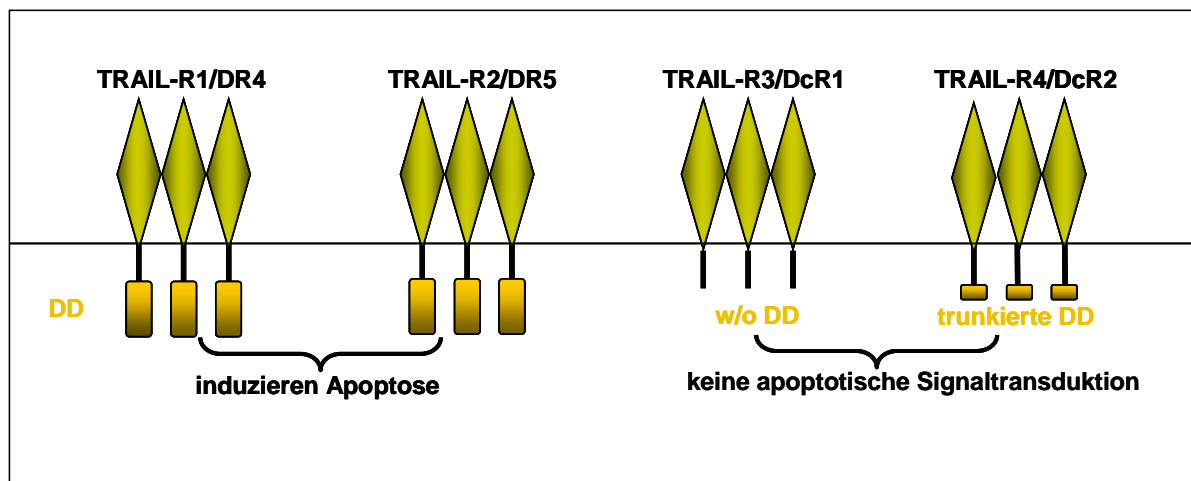 TRAIL-R1/DR4 TRAIL-R2/DR5 TRAIL-R3/DcR1 TRAIL-R4/DcR2
DD w/o DD trunkierte DD
induzieren Apoptose keine apoptotische Signaltransduktion